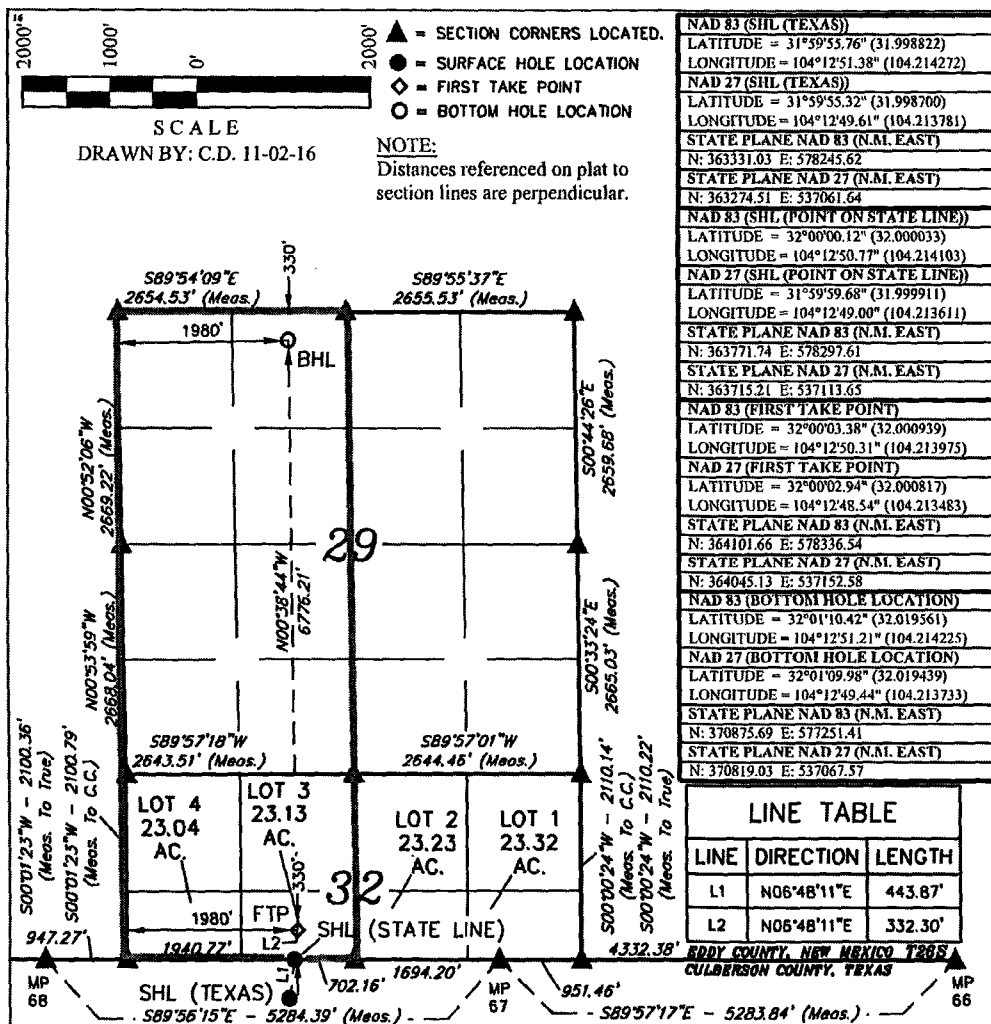 16
2000'
1000'
0'
2000'
SCALE
DRAWN BY: C.D. 11-02-16
▲ = SECTION CORNERS LOCATED.
● = SURFACE HOLE LOCATION
◇ = FIRST TAKE POINT
○ = BOTTOM HOLE LOCATION
NOTE:
Distances referenced on plat to
section lines are perpendicular.
NAD 83 (SHL (TEXAS))
LATITUDE = 31°59'55.76" (31.998822)
LONGITUDE = 104°12'51.38" (104.214272)
NAD 27 (SHL (TEXAS))
LATITUDE = 31°59'55.32" (31.998700)
LONGITUDE = 104°12'49.61" (104.213781)
STATE PLANE NAD 83 (N.M. EAST)
N: 363331.03 E: 578245.62
STATE PLANE NAD 27 (N.M. EAST)
N: 363274.51 E: 537061.64
NAD 83 (SHL (POINT ON STATE LINE))
LATITUDE = 32°00'00.12" (32.000033)
LONGITUDE = 104°12'50.77" (104.214103)
NAD 27 (SHL (POINT ON STATE LINE))
LATITUDE = 31°59'59.68" (31.999911)
LONGITUDE = 104°12'49.00" (104.213611)
STATE PLANE NAD 83 (N.M. EAST)
N: 363771.74 E: 578297.61
STATE PLANE NAD 27 (N.M. EAST)
N: 363715.21 E: 537113.65
NAD 83 (FIRST TAKE POINT)
LATITUDE = 32°00'03.38" (32.000939)
LONGITUDE = 104°12'50.31" (104.213975)
NAD 27 (FIRST TAKE POINT)
LATITUDE = 32°00'02.94" (32.000817)
LONGITUDE = 104°12'48.54" (104.213483)
STATE PLANE NAD 83 (N.M. EAST)
N: 364101.66 E: 578336.54
STATE PLANE NAD 27 (N.M. EAST)
N: 364045.13 E: 537152.58
NAD 83 (BOTTOM HOLE LOCATION)
LATITUDE = 32°01'10.42" (32.019561)
LONGITUDE = 104°12'51.21" (104.214225)
NAD 27 (BOTTOM HOLE LOCATION)
LATITUDE = 32°01'09.98" (32.019439)
LONGITUDE = 104°12'49.44" (104.213733)
STATE PLANE NAD 83 (N.M. EAST)
N: 370875.69 E: 577251.41
STATE PLANE NAD 27 (N.M. EAST)
N: 370819.03 E: 537067.57
S89°54'09"E
2654.53' (Meas.)
330'
S89°55'37"E
2655.53' (Meas.)
1980'
BHL
N00°52'06"W
2669.22' (Meas.)
S00°44'26"E
2659.68' (Meas.)
29
N00°38'44"W
6776.21'
N00°53'59"W
2668.04' (Meas.)
S00°33'24"E
2665.03' (Meas.)
S89°57'18"W
2643.51' (Meas.)
S89°57'01"W
2644.46' (Meas.)
S00°01'23"W - 2100.36'
(Meas. To True)
S00°01'23"W - 2100.79'
(Meas. To C.C.)
LOT 4
23.04
AC.
LOT 3
23.13
AC.
LOT 2
23.23
AC.
LOT 1
23.32
AC.
S00°00'24"W - 2110.14'
(Meas. To C.C.)
S00°00'24"W - 2110.22'
(Meas. To True)
330'
32
1980'
FTP
L2
SHL (STATE LINE)
947.27'
1940.77'
702.16'
1694.20'
951.46'
4332.38'
EDDY COUNTY, NEW MEXICO T26S
CULBERSON COUNTY, TEXAS
MP
68
L1
SHL (TEXAS)
MP
67
MP
66
S89°56'15"E - 5284.39' (Meas.)
S89°57'17"E - 5283.84' (Meas.)
LINE TABLE
LINE DIRECTION LENGTH
L1 N06°48'11"E 443.87'
L2 N06°48'11"E 332.30'